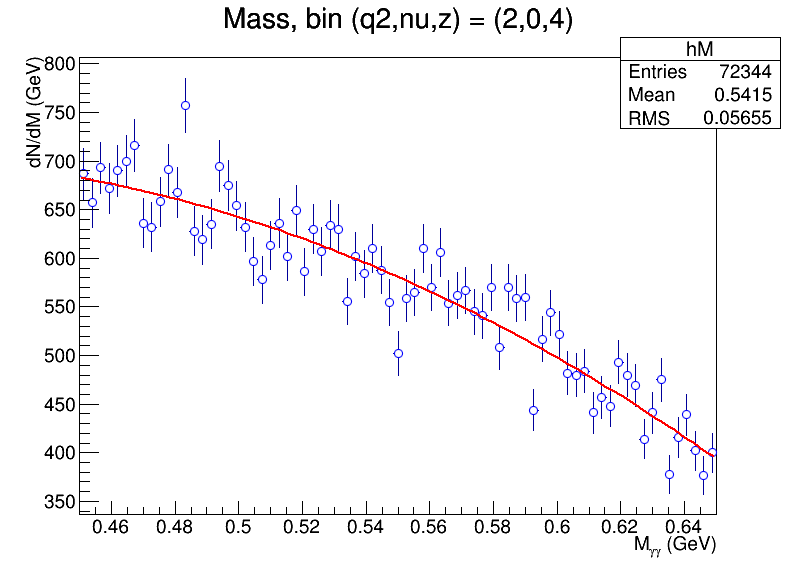 Mass, bin (q2,nu,z) = (2,0,4)
hM
Entries 72344
Mean 0.5415
RMS 0.05655
dN/dM (GeV)
800
750
700
650
600
550
500
450
400
350
0.46 0.48 0.5 0.52 0.54 0.56 0.58 0.6 0.62 0.64
Mγγ (GeV)